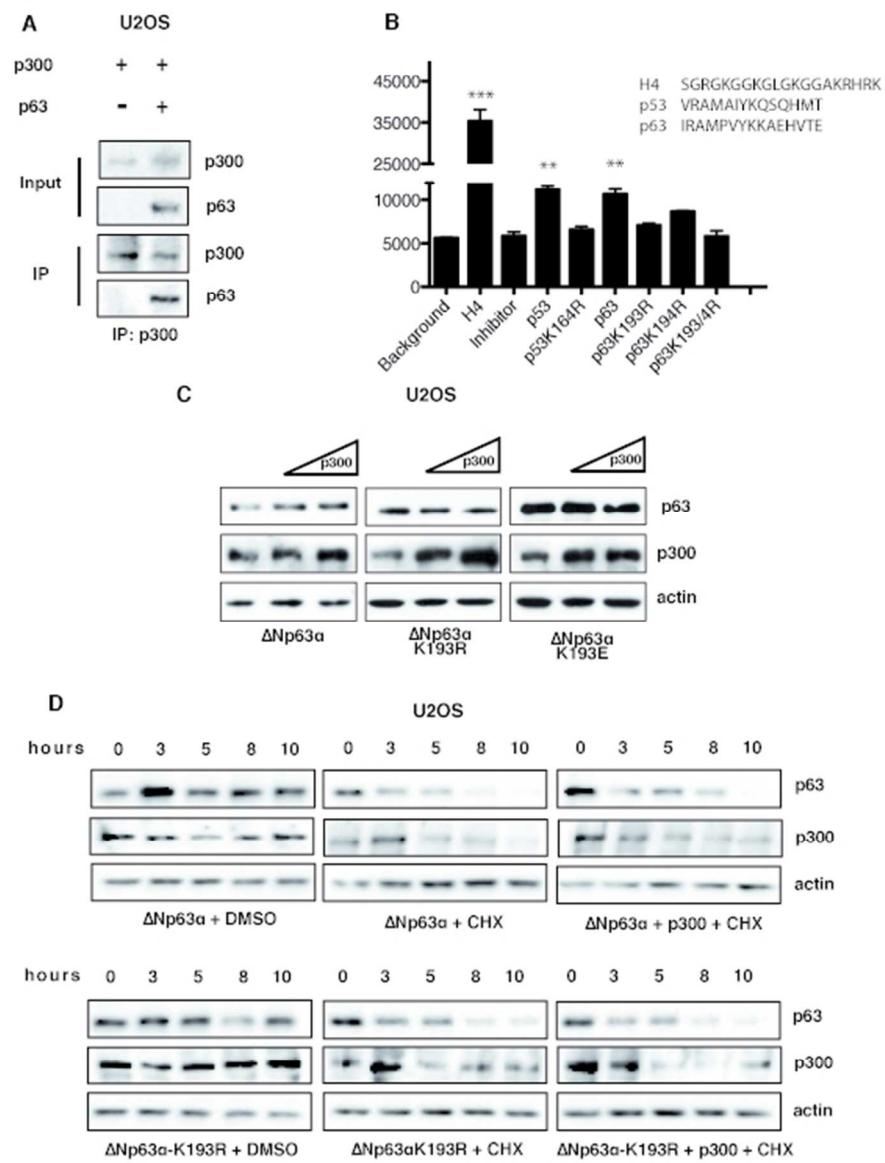 A
U2OS
p300 + +
p63 - +
Input
p300
p63
IP
p300
p63
IP: p300
B
45000
35000
25000
10000
5000
0
***
**
**
H4 SGRGKGGKGLGKGGAKRHRK
p53 VRAMAIYKQSQHMT
p63 IRAMPVYKKAEHVTE
Background
H4
Inhibitor
p53
p53K164R
p63
p63K193R
p63K194R
p63K193/4R
C
U2OS
p300 p300 p300
p63
p300
actin
ΔNp63α
ΔNp63α
K193R
ΔNp63α
K193E
D
U2OS
hours 0 3 5 8 10 0 3 5 8 10 0 3 5 8 10
p63
p300
actin
ΔNp63α + DMSO ΔNp63α + CHX ΔNp63α + p300 + CHX
hours 0 3 5 8 10 0 3 5 8 10 0 3 5 8 10
p63
p300
actin
ΔNp63α-K193R + DMSO ΔNp63αK193R + CHX ΔNp63α-K193R + p300 + CHX